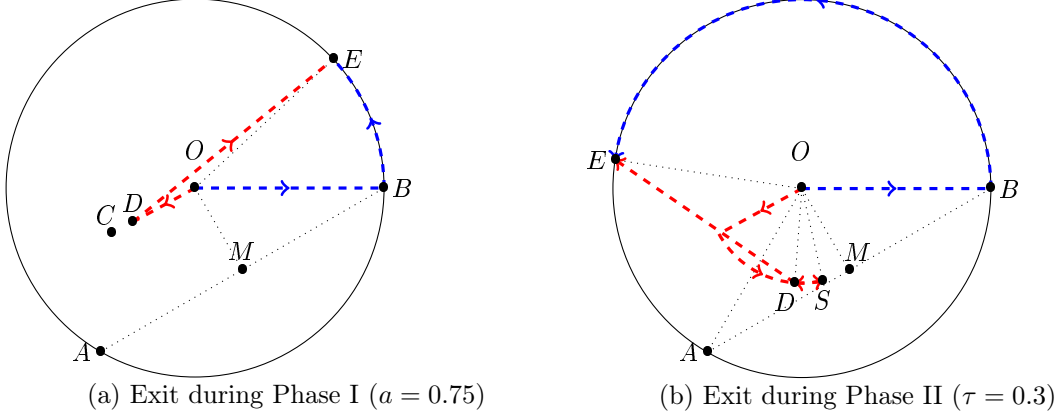 E
O
B
C
D
M
A
(a) Exit during Phase I (a = 0.75)
E
O
B
M
D
S
A
(b) Exit during Phase II (τ = 0.3)